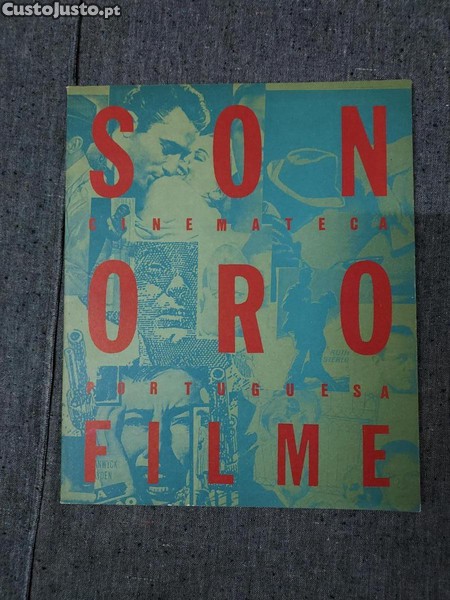 CustoJusto.pt
SON
CINEMATECA
ORO
PORTUGUESA
FILME